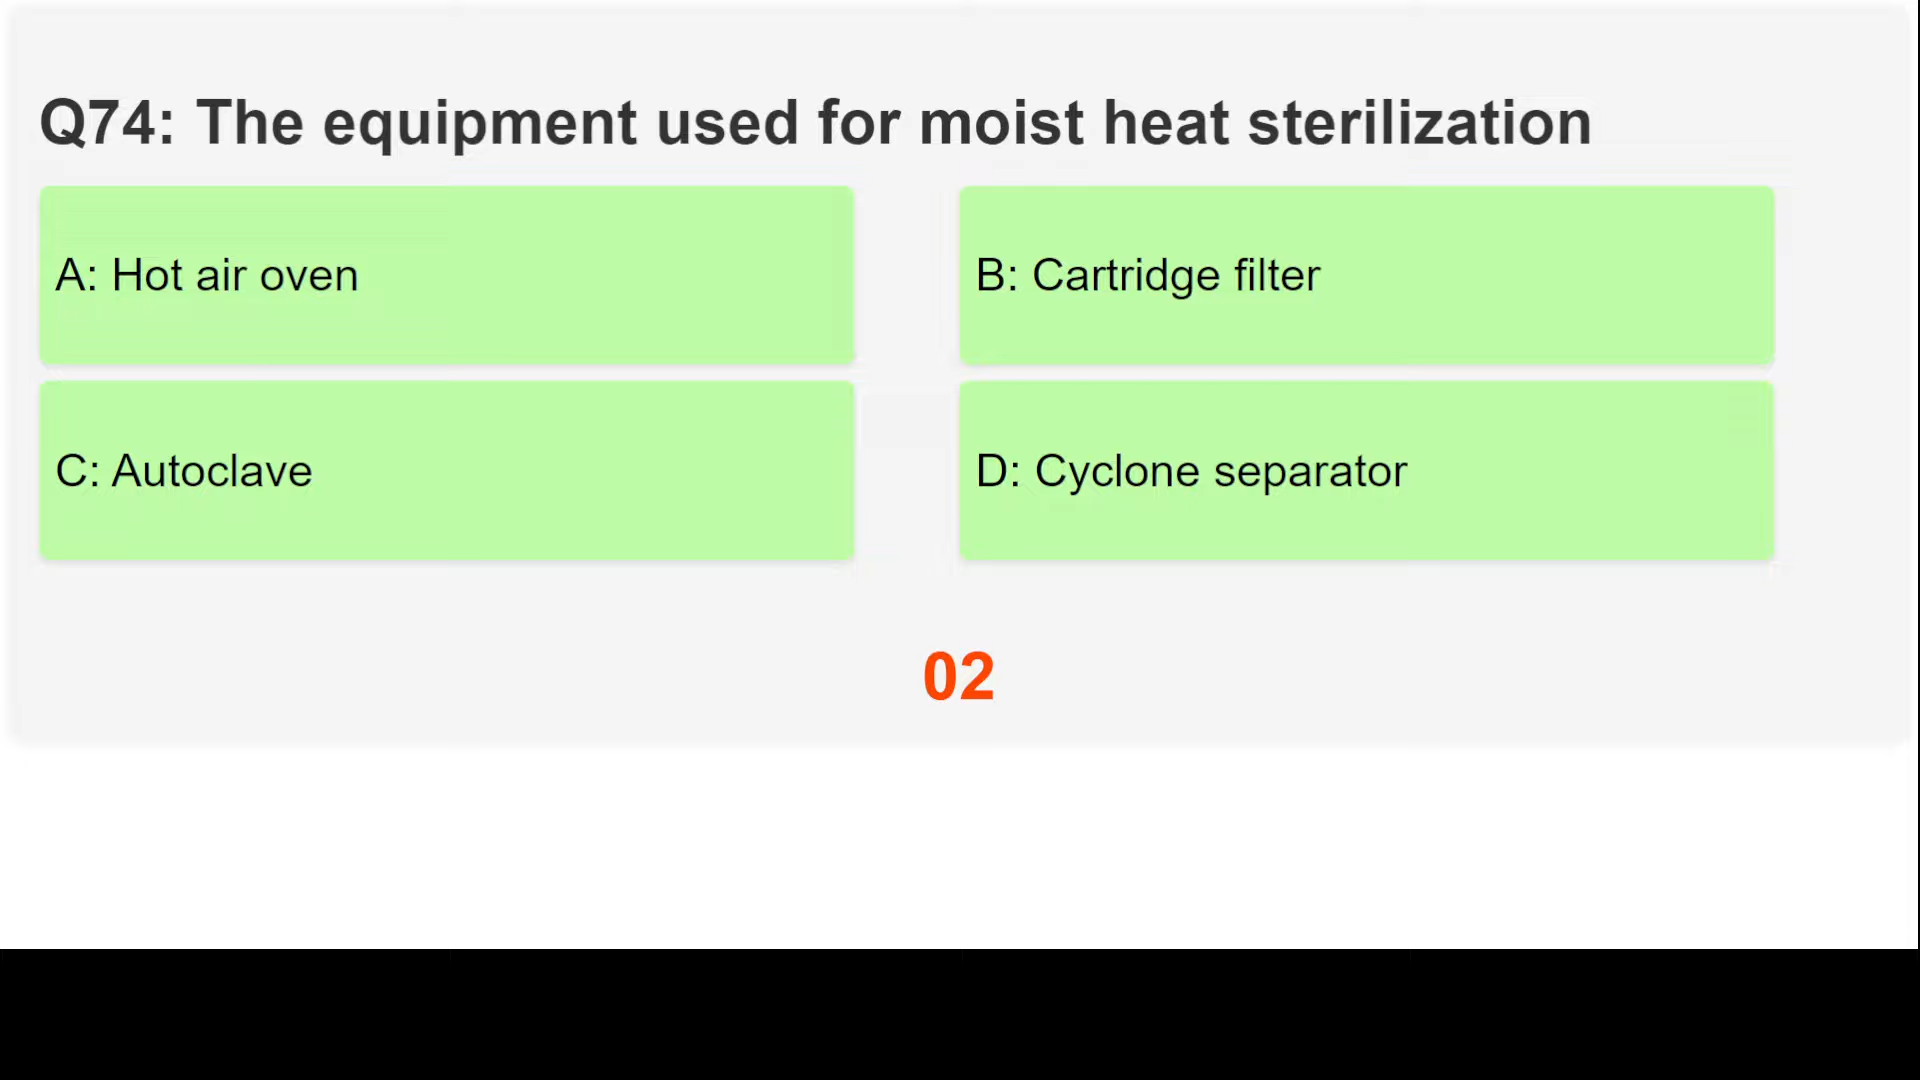 Q74: The equipment used for moist heat sterilization
A: Hot air oven
B: Cartridge filter
C: Autoclave
D: Cyclone separator
02